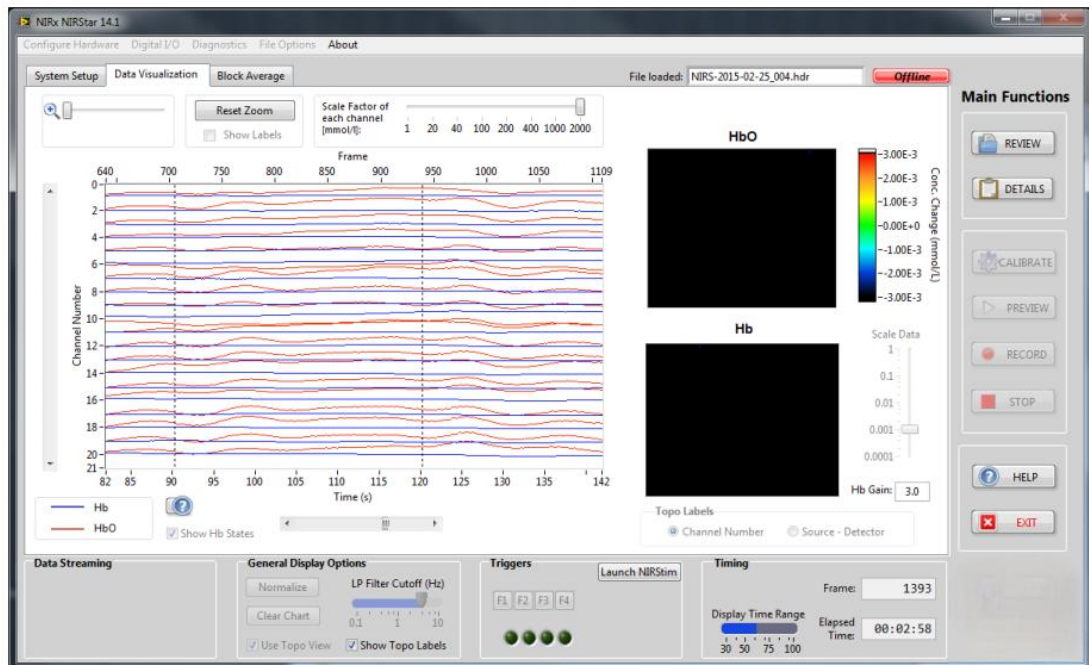 NIRx NIRStar 14.1
Configure Hardware Digital I/O Diagnostics File Options About
System Setup Data Visualization Block Average
File loaded: NIRS-2015-02-25_004.hdr
Offline
Reset Zoom
Show Labels
Scale Factor of
each channel
[mmol/l]:
1 20 40 100 200 400 1000 2000
Frame
640 700 750 800 850 900 950 1000 1050 1109
Channel Number
0
2
4
6
8
10
12
14
16
18
20
21
82 85 90 95 100 105 110 115 120 125 130 135 142
Time (s)
Hb
HbO
Show Hb States
HbO
3.00E-3
2.00E-3
1.00E-3
0.00E+0
-1.00E-3
-2.00E-3
-3.00E-3
Conc. Change (mmol/L)
Hb
Scale Data
1
0.1
0.01
0.001
0.0001
Hb Gain: 3.0
Topo Labels
Channel Number Source - Detector
Main Functions
REVIEW
DETAILS
CALIBRATE
PREVIEW
RECORD
STOP
HELP
EXIT
Data Streaming
General Display Options
Normalize
Clear Chart
LP Filter Cutoff (Hz)
0.1 1 10
Use Topo View Show Topo Labels
Triggers
Launch NIRStim
F1 F2 F3 F4
Timing
Display Time Range
30 50 75 100
Frame: 1393
Elapsed
Time: 00:02:58